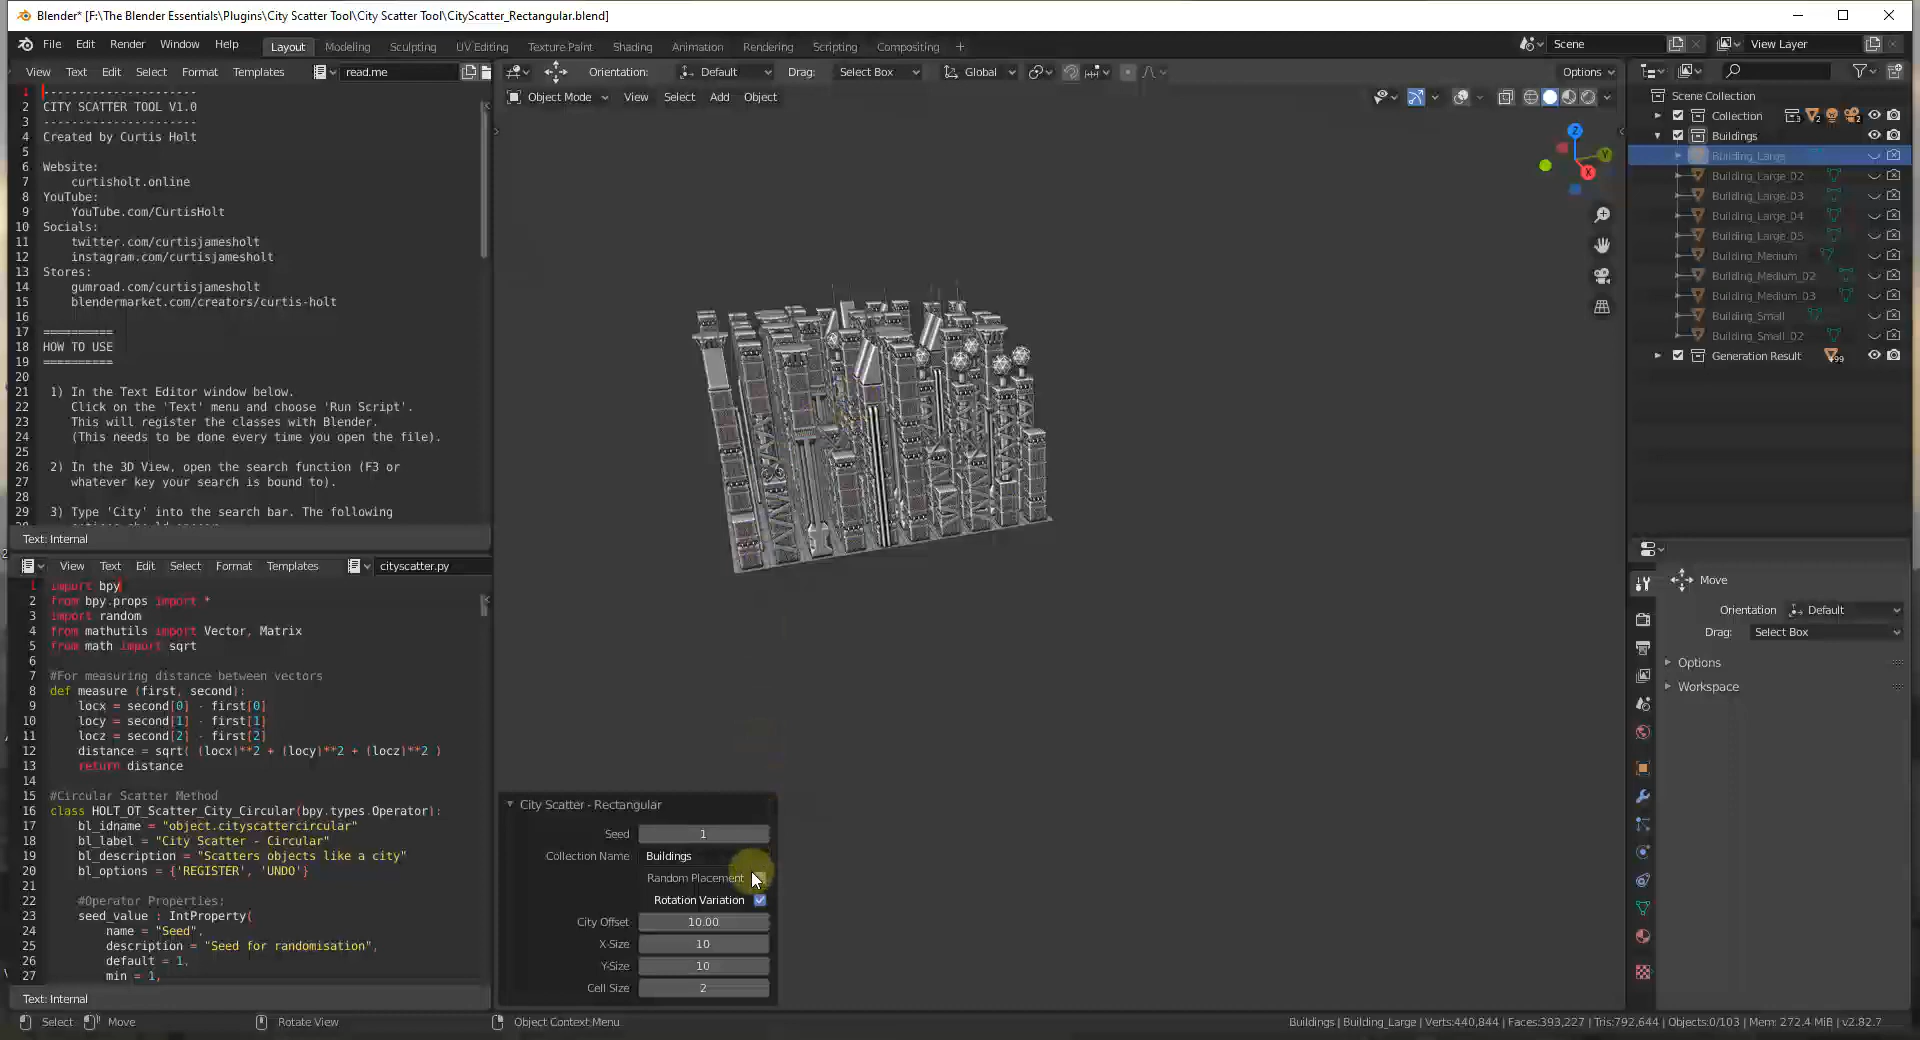 Blender* [F:\The Blender Essentials\Plugins\City Scatter Tool\City Scatter Tool\CityScatter_Rectangular.blend]
File Edit Render Window Help Layout Modeling Sculpting UV Editing Texture Paint Shading Animation Rendering Scripting Compositing + Scene View Layer
View Text Edit Select Format Templates read.me Orientation: Default Drag: Select Box Global Options
Object Mode View Select Add Object
1 ----------------------
2 CITY SCATTER TOOL V1.0
3 ----------------------
4 Created by Curtis Holt
5
6 Website:
7 curtisholt.online
8 YouTube:
9 YouTube.com/CurtisHolt
10 Socials:
11 twitter.com/curtisjamesholt
12 instagram.com/curtisjamesholt
13 Stores:
14 gumroad.com/curtisjamesholt
15 blendermarket.com/creators/curtis-holt
16
17 ==========
18 HOW TO USE
19 ==========
20
21 1) In the Text Editor window below.
22 Click on the 'Text' menu and choose 'Run Script'.
23 This will register the classes with Blender.
24 (This needs to be done every time you open the file).
25
26 2) In the 3D View, open the search function (F3 or
27 whatever key your search is bound to).
28
29 3) Type 'City' into the search bar. The following
Text: Internal
View Text Edit Select Format Templates cityscatter.py
1 import bpy
2 from bpy.props import *
3 import random
4 from mathutils import Vector, Matrix
5 from math import sqrt
6
7 #For measuring distance between vectors
8 def measure (first, second):
9 locx = second[0] - first[0]
10 locy = second[1] - first[1]
11 locz = second[2] - first[2]
12 distance = sqrt( (locx)**2 + (locy)**2 + (locz)**2 )
13 return distance
14
15 #Circular Scatter Method
16 class HOLT_OT_Scatter_City_Circular(bpy.types.Operator):
17 bl_idname = "object.cityscattercircular"
18 bl_label = "City Scatter - Circular"
19 bl_description = "Scatters objects like a city"
20 bl_options = {'REGISTER', 'UNDO'}
21
22 #Operator Properties:
23 seed_value : IntProperty(
24 name = "Seed",
25 description = "Seed for randomisation",
26 default = 1,
27 min = 1,
Text: Internal
Z
Y
X
City Scatter - Rectangular
Seed 1
Collection Name Buildings
Random Placement
Rotation Variation
City Offset 10.00
X-Size 10
Y-Size 10
Cell Size 2
Scene Collection
Collection 3 2 2
Buildings
Building_Large
Building_Large_02
Building_Large_03
Building_Large_04
Building_Large_05
Building_Medium
Building_Medium_02
Building_Medium_03
Building_Small
Building_Small_02
Generation Result 99
Move
Orientation Default
Drag: Select Box
Options
Workspace
Select Move Rotate View Object Context Menu Buildings | Building_Large | Verts:440,844 | Faces:393,227 | Tris:792,644 | Objects:0/103 | Mem: 272.4 MiB | v2.82.7